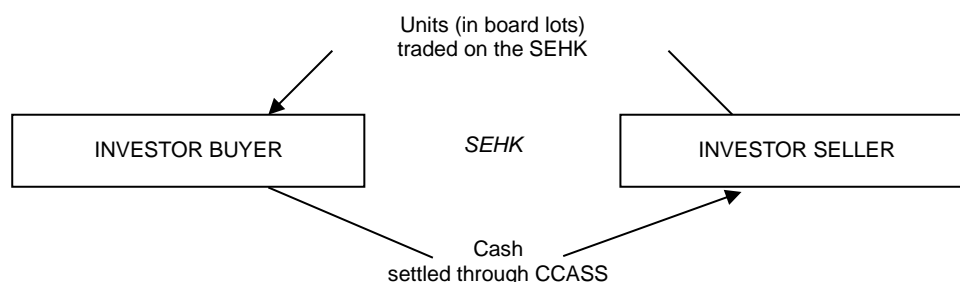 Units (in board lots)
traded on the SEHK
INVESTOR BUYER
SEHK
INVESTOR SELLER
Cash
settled through CCASS